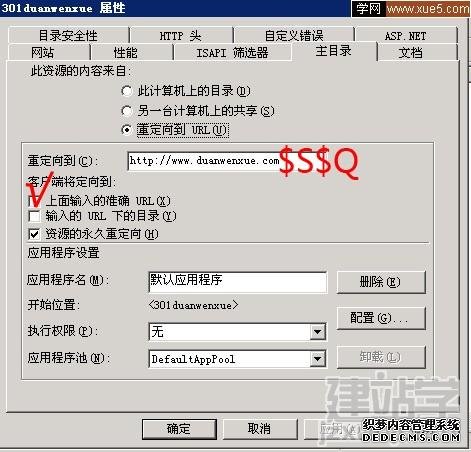 301duanwenxue 属性
学网 www.xue5.com
目录安全性 HTTP 头 自定义错误 ASP.NET
网站 性能 ISAPI 筛选器 主目录 文档
此资源的内容来自:
此计算机上的目录(D)
另一台计算机上的共享(S)
重定向到 URL(U)
重定向到(C): http://www.duanwenxue.com$S$Q
客户端将定向到:
上面输入的准确 URL(X)
输入的 URL 下的目录(Y)
资源的永久重定向(H)
应用程序设置
应用程序名(M): 默认应用程序 删除(E)
开始位置: <301duanwenxue>
配置(G)...
执行权限(P): 无
应用程序池(N): DefaultAppPool 卸载(L)
建站学
确定 取消
织梦内容管理系统
DEDECMS.COM